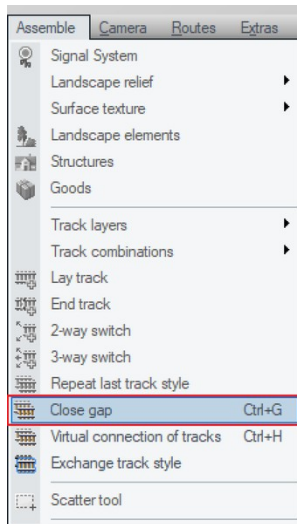 Assemble Camera Routes Extras
Signal System
Landscape relief
Surface texture
Landscape elements
Structures
Goods
Track layers
Track combinations
Lay track
End track
2-way switch
3-way switch
Repeat last track style
Close gap Ctrl+G
Virtual connection of tracks Ctrl+H
Exchange track style
Scatter tool